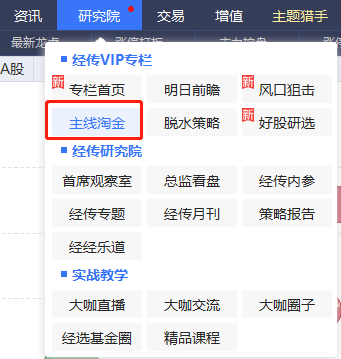 资讯 研究院 交易 增值 主题猎手
最新龙点
A股
经传VIP专栏
新 专栏首页 明日前瞻 新 风口狙击
主线淘金 脱水策略 新 好股研选
经传研究院
首席观察室 总监看盘 经传内参
经传专题 经传月刊 策略报告
经经乐道
实战教学
大咖直播 大咖交流 大咖圈子
经选基金圈 精品课程